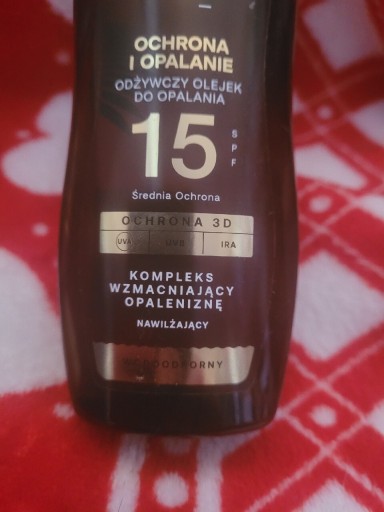 OCHRONA
I OPALANIE
ODŻYWCZY OLEJEK
DO OPALANIA
15 SPF
Średnia Ochrona
OCHRONA 3D
UVA UVB IRA
KOMPLEKS
WZMACNIAJĄCY
OPALENIZNĘ
NAWILŻAJĄCY
WODOODPORNY